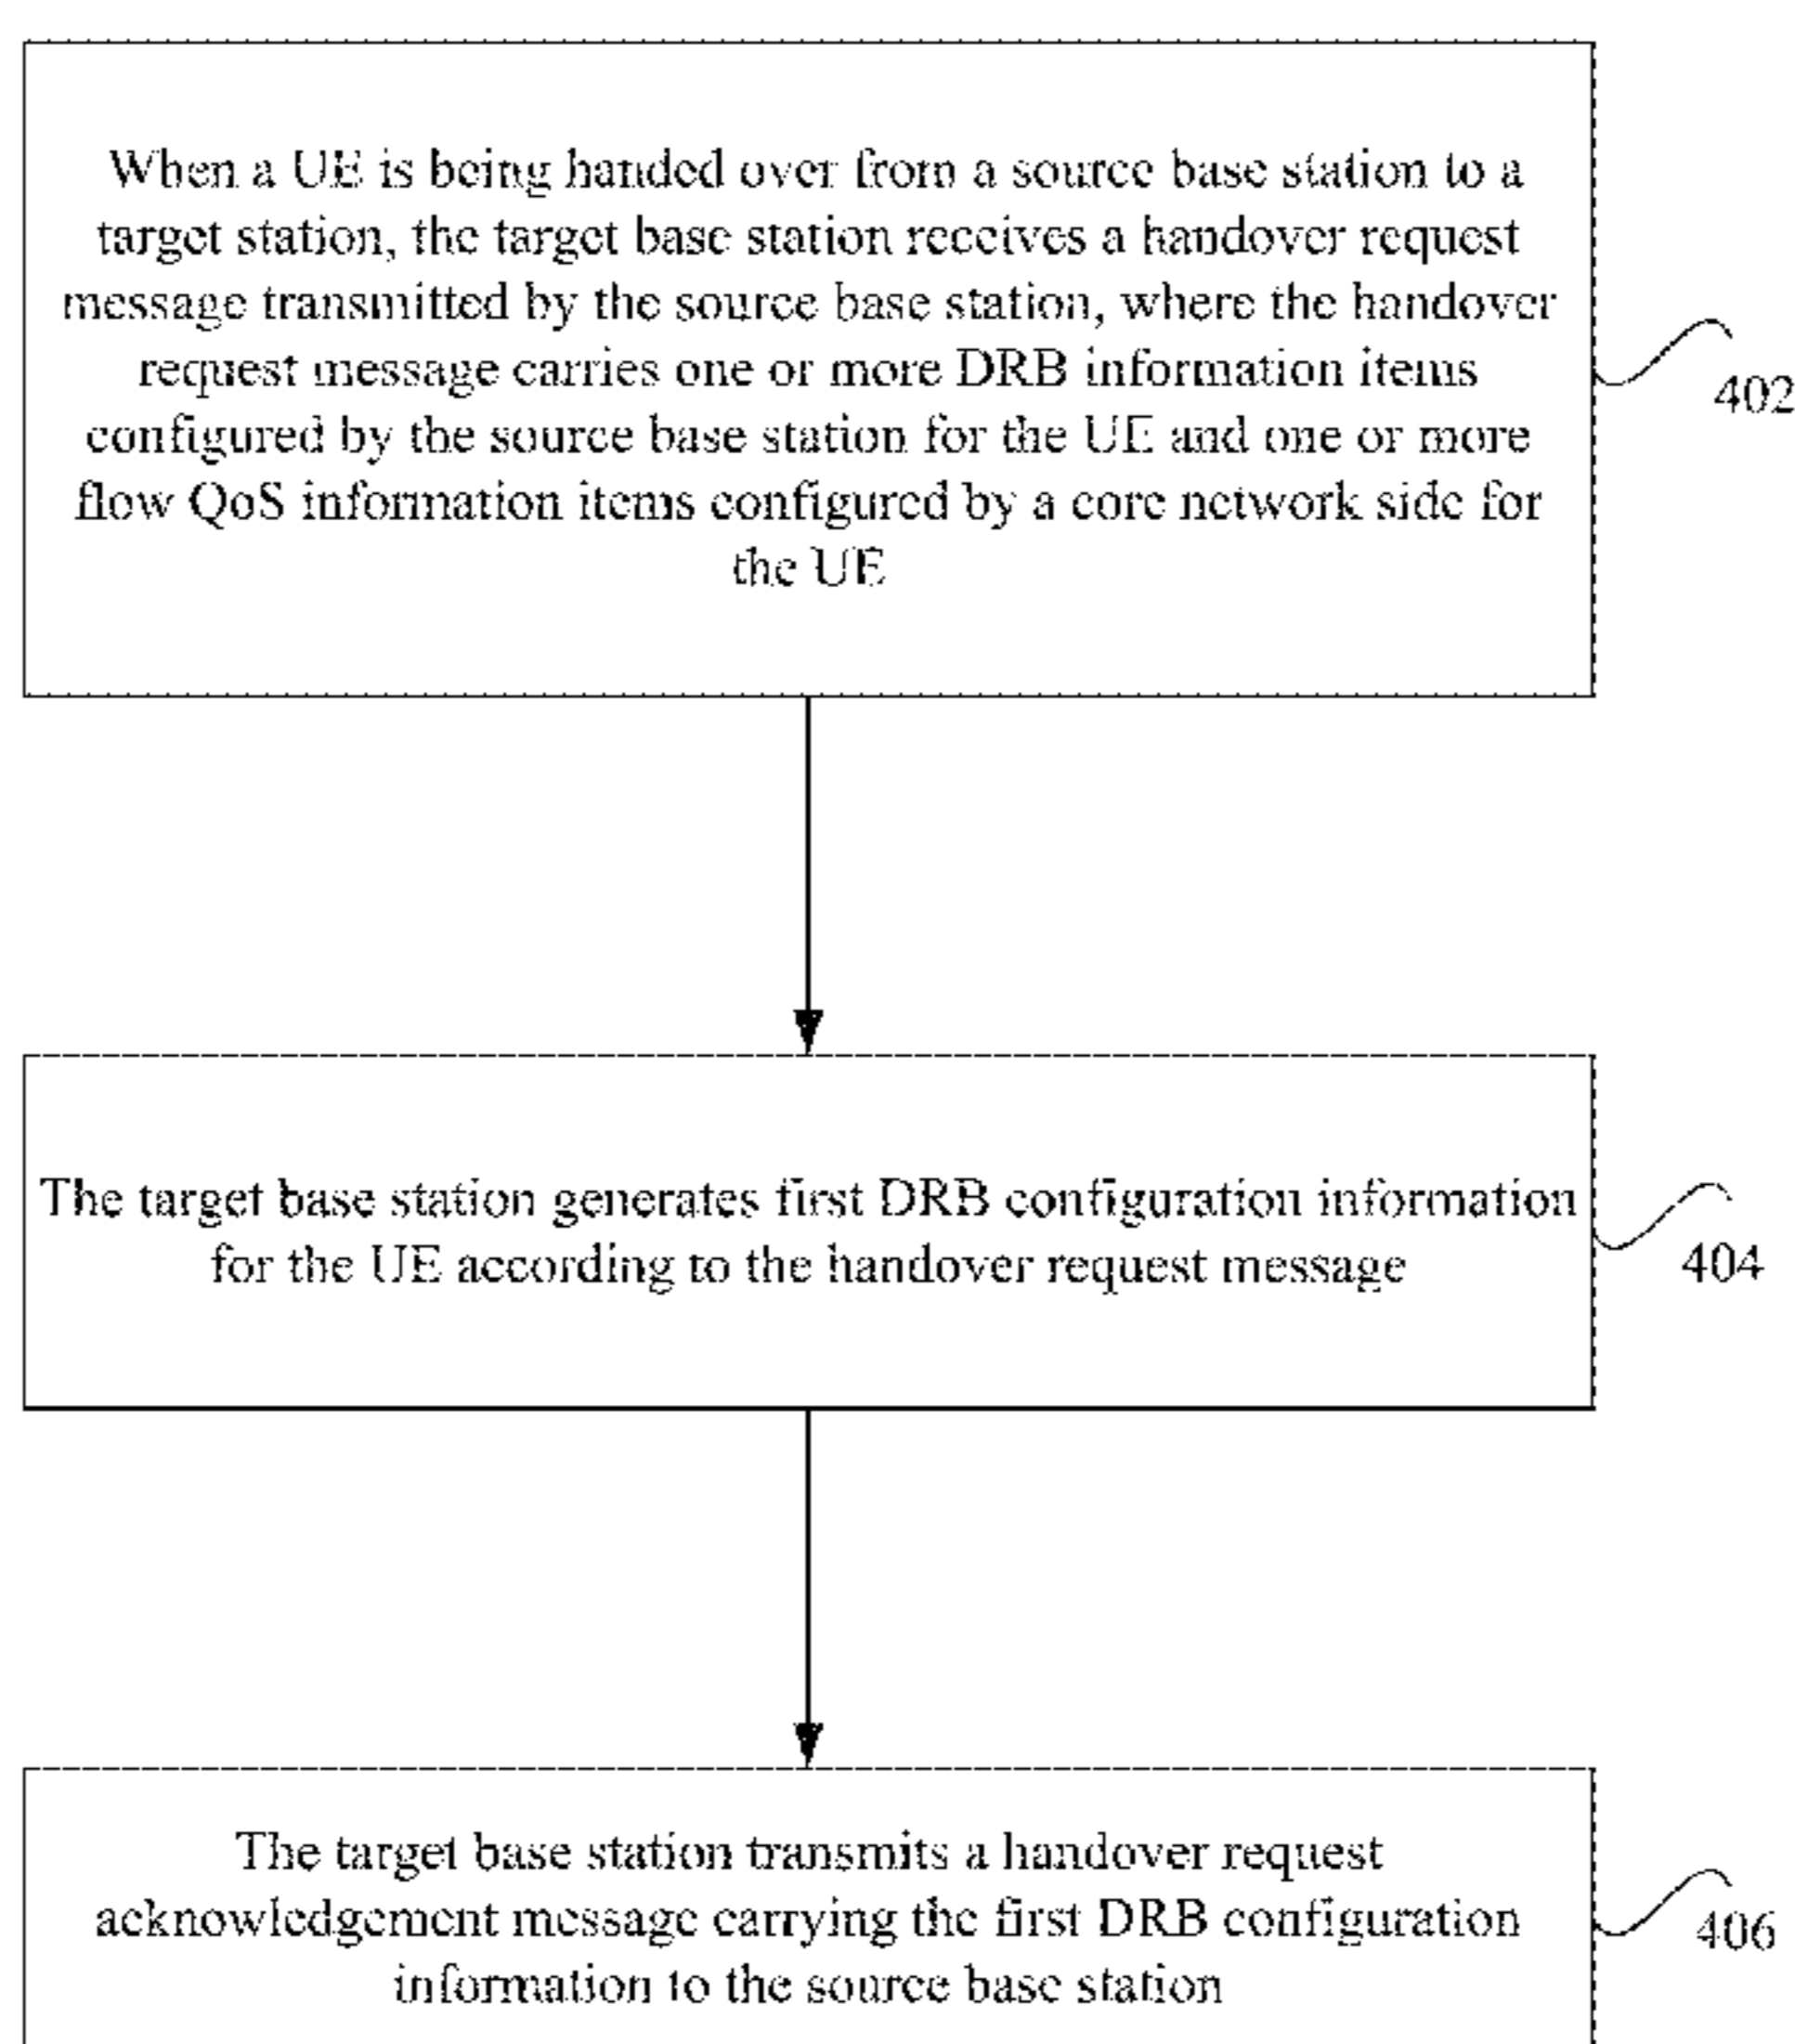 When a UE is being handed over from a source base station to a
target station, the target base station receives a handover request
message transmitted by the source base station, where the handover
request message carries one or more DRB information items
configured by the source base station for the UE and one or more
flow QoS information items configured by a core network side for
the UE
402
The target base station generates first DRB configuration information
for the UE according to the handover request message
404
The target base station transmits a handover request
acknowledgement message carrying the first DRB configuration
information to the source base station
406